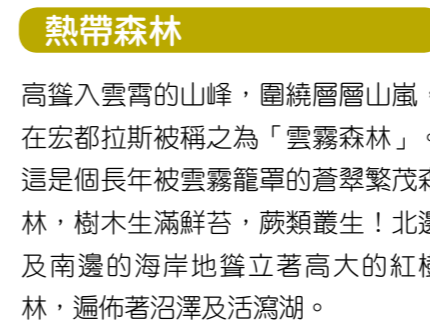 熱帶森林
高聳入雲霄的山峰，圍繞層層山嵐，
在宏都拉斯被稱之為「雲霧森林」。
這是個長年被雲霧籠罩的蒼翠繁茂森
林，樹木生滿鮮苔，蕨類叢生！北邊
及南邊的海岸地聳立著高大的紅樹
林，遍佈著沼澤及活瀉湖。